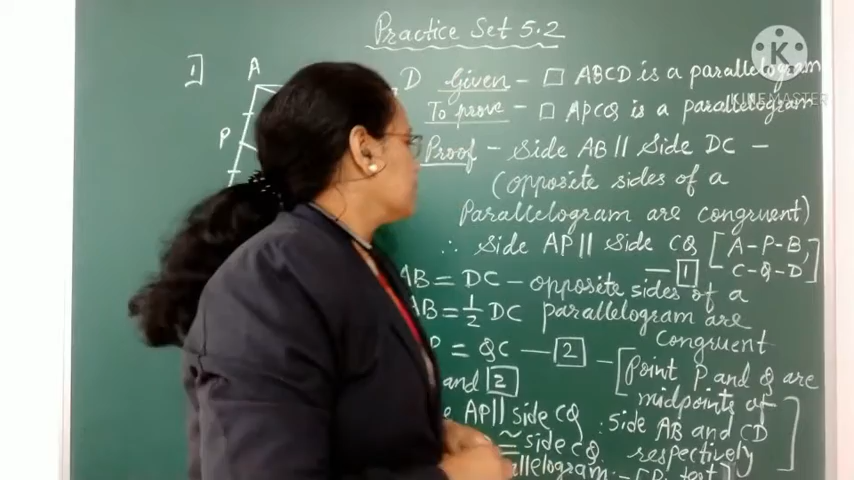 Practice Set 5.2
1] A D Given - □ ABCD is a parallelogram
To prove - □ APCQ is a parallelogram
P Proof - Side AB || Side DC -
(opposite sides of a
Parallelogram are congruent)
∴ Side AP || Side CQ [A-P-B,
— 1 C-Q-D]
AB = DC - opposite sides of a
AB = 1/2 DC parallelogram are
congruent
P = QC — 2 - [Point P and Q are
and 2 midpoints of
AP || side CQ : side AB and CD
≅ side CQ respectively]
KINEMASTER